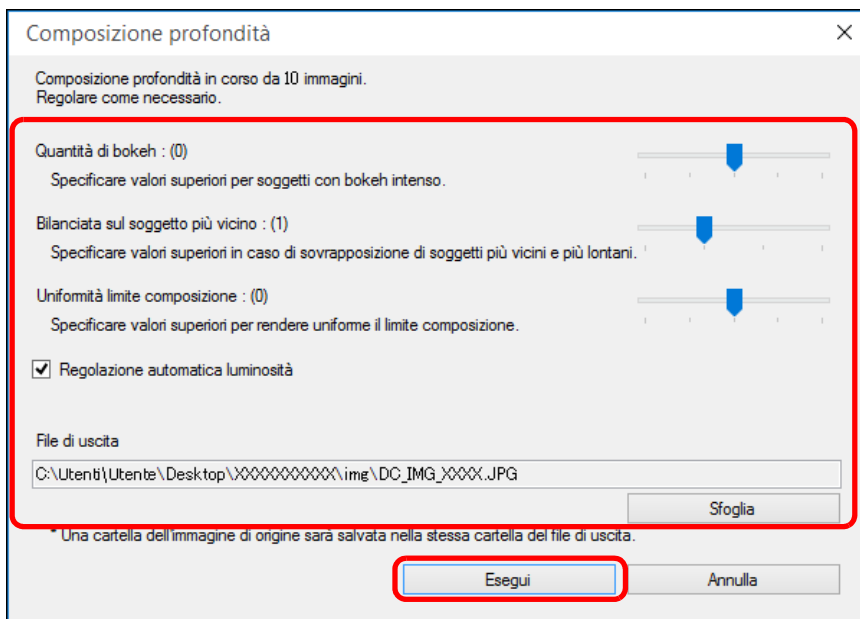 Composizione profondità
Composizione profondità in corso da 10 immagini.
Regolare come necessario.
Quantità di bokeh : (0)
Specificare valori superiori per soggetti con bokeh intenso.
Bilanciata sul soggetto più vicino : (1)
Specificare valori superiori in caso di sovrapposizione di soggetti più vicini e più lontani.
Uniformità limite composizione : (0)
Specificare valori superiori per rendere uniforme il limite composizione.
Regolazione automatica luminosità
File di uscita
C:\Utenti\Utente\Desktop\XXXXXXXXXX\img\DC_IMG_XXXX.JPG
Sfoglia
* Una cartella dell'immagine di origine sarà salvata nella stessa cartella del file di uscita.
Esegui Annulla